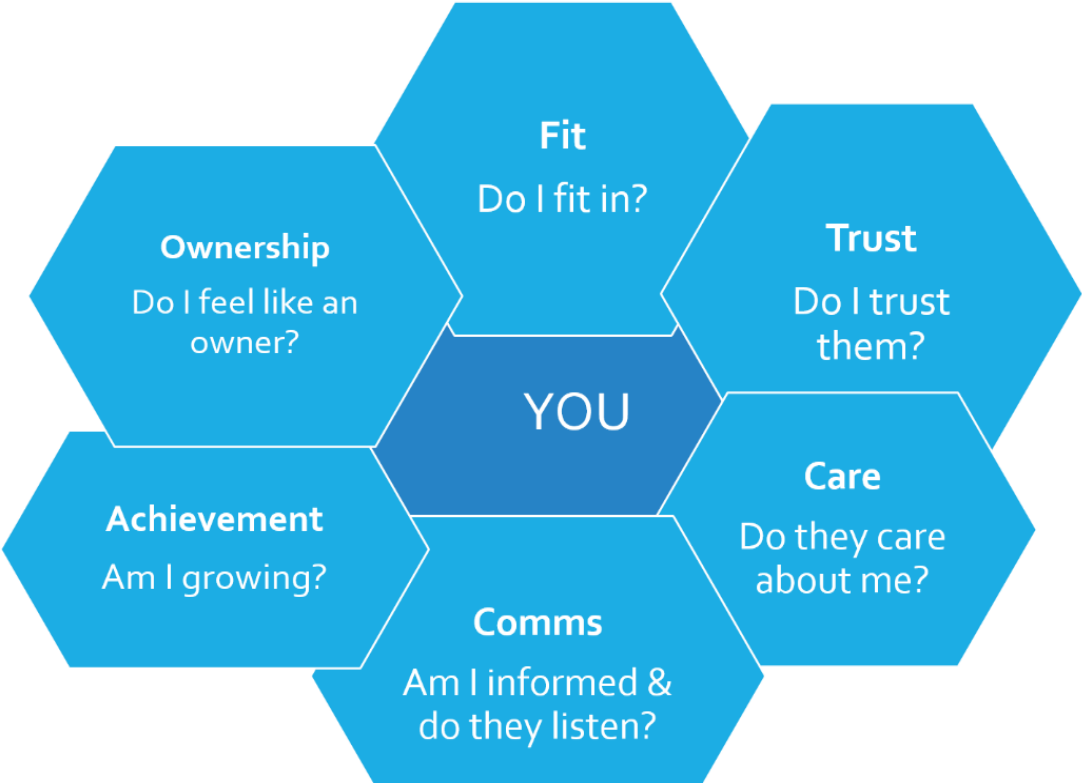 Fit
Do I fit in?
Trust
Do I trust
them?
Care
Do they care
about me?
Comms
Am I informed &
do they listen?
Achievement
Am I growing?
Ownership
Do I feel like an
owner?
YOU